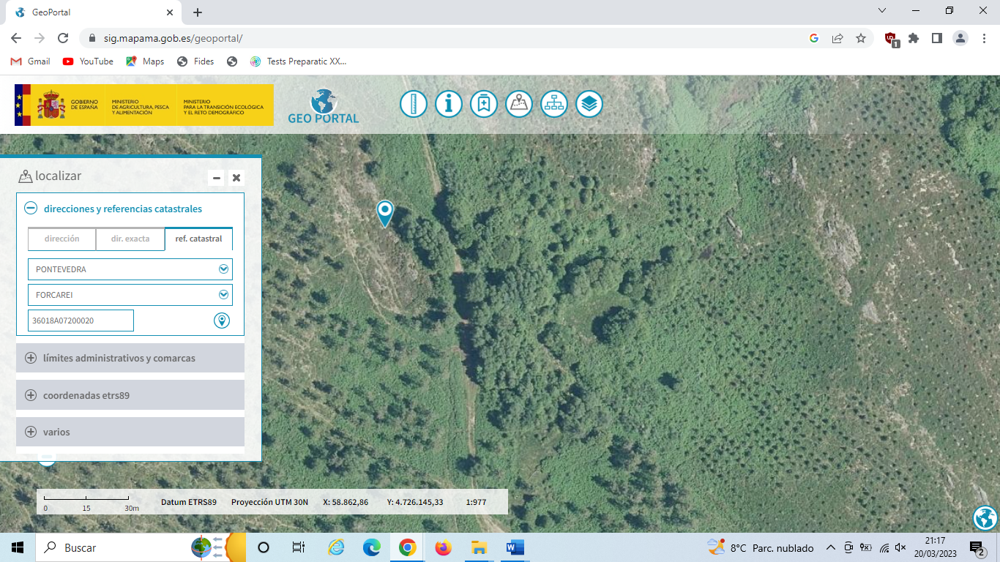 GeoPortal
sig.mapama.gob.es/geoportal/
1
Gmail
YouTube
Maps
Fides
Tests Preparatic XX...
GOBIERNO
DE ESPAÑA
MINISTERIO
DE AGRICULTURA, PESCA
Y ALIMENTACIÓN
MINISTERIO
PARA LA TRANSICIÓN ECOLÓGICA
Y EL RETO DEMOGRÁFICO
GEO PORTAL
localizar
direcciones y referencias catastrales
dirección
dir. exacta
ref. catastral
PONTEVEDRA
FORCAREI
36018A07200020
límites administrativos y comarcas
coordenadas etrs89
varios
0 15 30m
Datum ETRS89 Proyección UTM 30N X: 58.862,86 Y: 4.726.145,33 1:977
Buscar
8°C Parc. nublado
21:17
20/03/2023
2